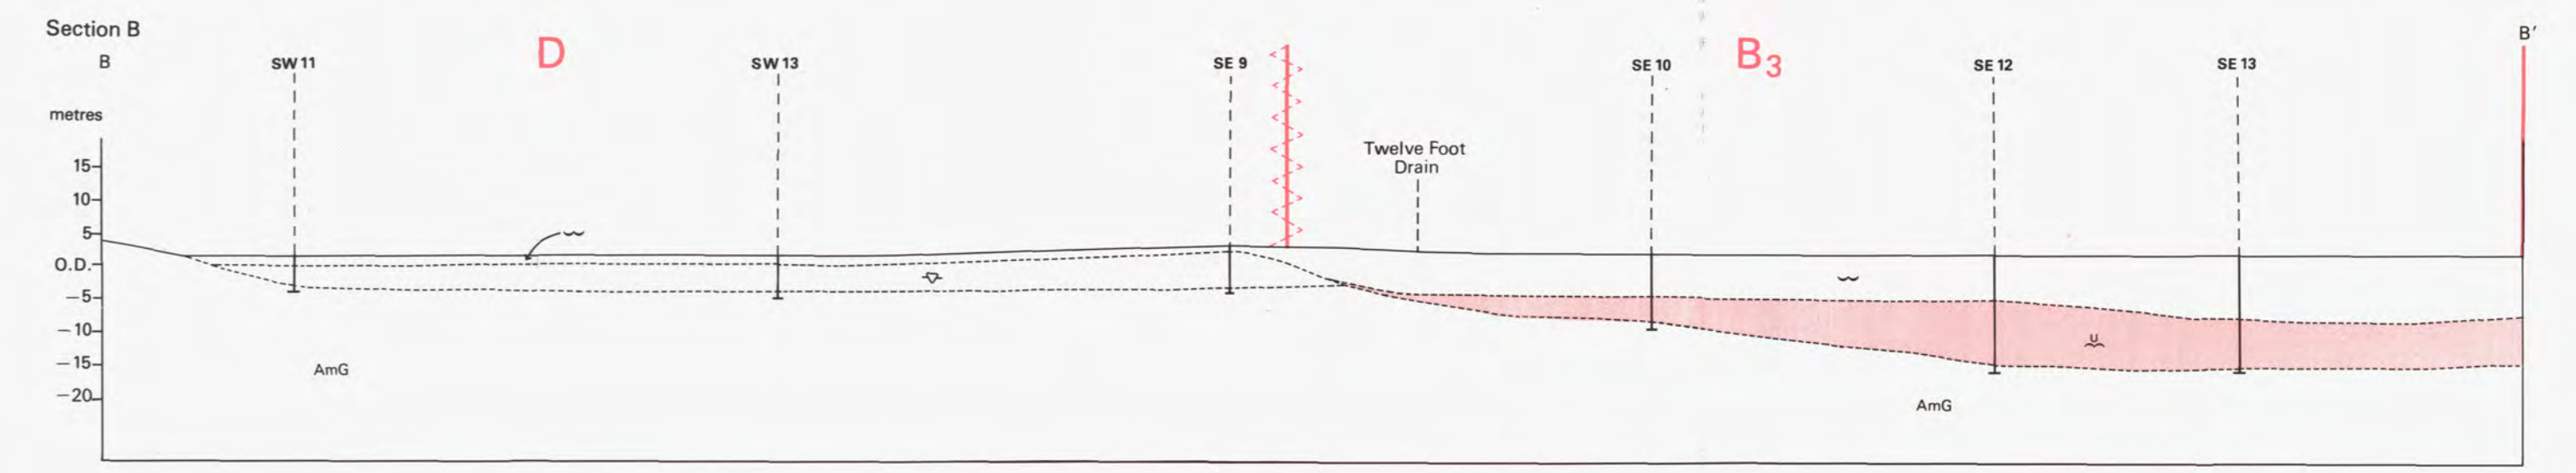 Section B
B
B′
SW 11
D
SW 13
SE 9
SE 10
B₃
SE 12
SE 13
metres
Twelve Foot
Drain
15
10
5
O.D.
−5
−10
−15
−20
AmG
U
AmG